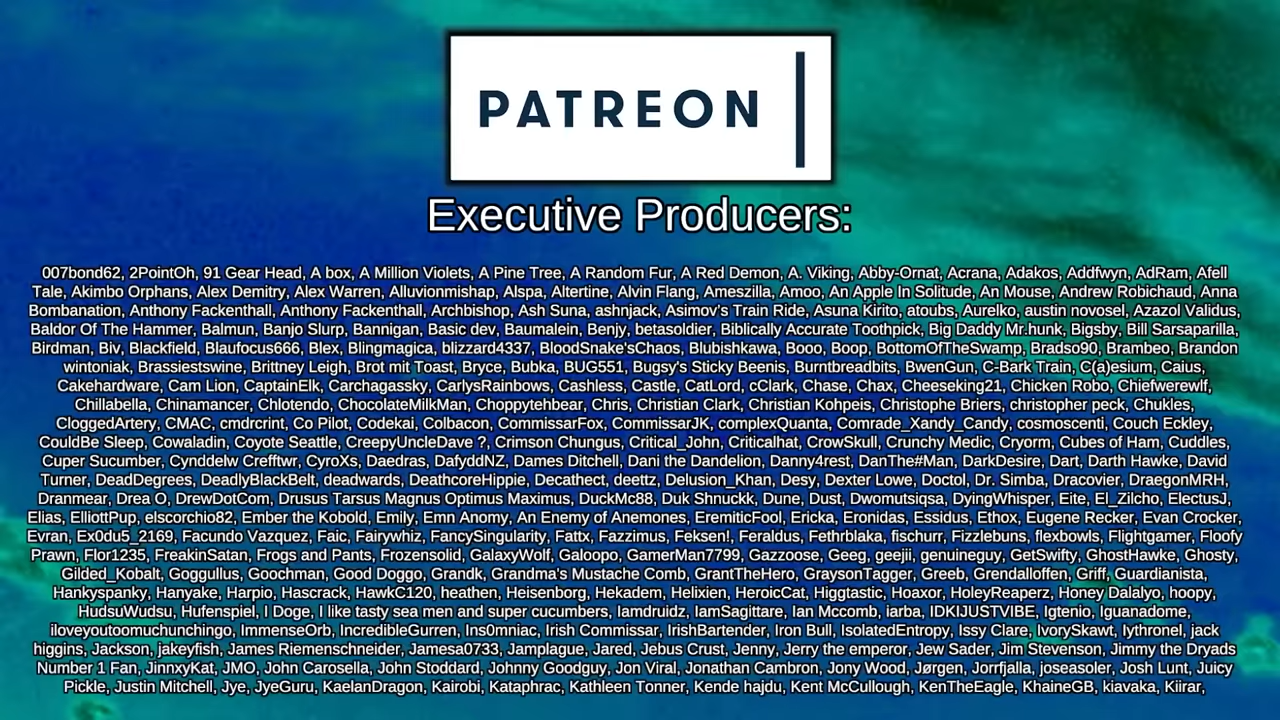 PATREON
Executive Producers:
007bond62, 2PointOh, 91 Gear Head, A box, A Million Violets, A Pine Tree, A Random Fur, A Red Demon, A. Viking, Abby-Ornat, Acrana, Adakos, Addfwyn, AdRam, Afell
Tale, Akimbo Orphans, Alex Demitry, Alex Warren, Alluvionmishap, Alspa, Altertine, Alvin Flang, Ameszilla, Amoo, An Apple In Solitude, An Mouse, Andrew Robichaud, Anna
Bombanation, Anthony Fackenthall, Anthony Fackenthall, Archbishop, Ash Suna, ashnjack, Asimov's Train Ride, Asuna Kirito, atoubs, Aurelko, austin novosel, Azazol Validus,
Baldor Of The Hammer, Balmun, Banjo Slurp, Bannigan, Basic dev, Baumalein, Benjy, betasoldier, Biblically Accurate Toothpick, Big Daddy Mr.hunk, Bigsby, Bill Sarsaparilla,
Birdman, Biv, Blackfield, Blaufocus666, Blex, Blingmagica, blizzard4337, BloodSnake'sChaos, Blubishkawa, Booo, Boop, BottomOfTheSwamp, Bradso90, Brambeo, Brandon
wintoniak, Brassiestswine, Brittney Leigh, Brot mit Toast, Bryce, Bubka, BUG551, Bugsy's Sticky Beenis, Burntbreadbits, BwenGun, C-Bark Train, C(a)esium, Caius,
Cakehardware, Cam Lion, CaptainElk, Carchagassky, CarlysRainbows, Cashless, Castle, CatLord, cClark, Chase, Chax, Cheeseking21, Chicken Robo, Chiefwerewlf,
Chillabella, Chinamancer, Chlotendo, ChocolateMilkMan, Choppytehbear, Chris, Christian Clark, Christian Kohpeis, Christophe Briers, christopher peck, Chukles,
CloggedArtery, CMAC, cmdrcrint, Co Pilot, Codekai, Colbacon, CommissarFox, CommissarJK, complexQuanta, Comrade_Xandy_Candy, cosmoscenti, Couch Eckley,
CouldBe Sleep, Cowaladin, Coyote Seattle, CreepyUncleDave ?, Crimson Chungus, Critical_John, Criticalhat, CrowSkull, Crunchy Medic, Cryorm, Cubes of Ham, Cuddles,
Cuper Sucumber, Cynddelw Crefftwr, CyroXs, Daedras, DafyddNZ, Dames Ditchell, Dani the Dandelion, Danny4rest, DanThe#Man, DarkDesire, Dart, Darth Hawke, David
Turner, DeadDegrees, DeadlyBlackBelt, deadwards, DeathcoreHippie, Decathect, deettz, Delusion_Khan, Desy, Dexter Lowe, Doctol, Dr. Simba, Dracovier, DraegonMRH,
Dranmear, Drea O, DrewDotCom, Drusus Tarsus Magnus Optimus Maximus, DuckMc88, Duk Shnuckk, Dune, Dust, Dwomutsiqsa, DyingWhisper, Eite, El_Zilcho, ElectusJ,
Elias, ElliottPup, elscorchio82, Ember the Kobold, Emily, Emn Anomy, An Enemy of Anemones, EremiticFool, Ericka, Eronidas, Essidus, Ethox, Eugene Recker, Evan Crocker,
Evran, Ex0du5_2169, Facundo Vazquez, Faic, Fairywhiz, FancySingularity, Fattx, Fazzimus, Feksen!, Feraldus, Fethrblaka, fischurr, Fizzlebuns, flexbowls, Flightgamer, Floofy
Prawn, Flor1235, FreakinSatan, Frogs and Pants, Frozensolid, GalaxyWolf, Galoopo, GamerMan7799, Gazzoose, Geeg, geejii, genuineguy, GetSwifty, GhostHawke, Ghosty,
Gilded_Kobalt, Goggullus, Goochman, Good Doggo, Grandk, Grandma's Mustache Comb, GrantTheHero, GraysonTagger, Greeb, Grendalloffen, Griff, Guardianista,
Hankyspanky, Hanyake, Harpio, Hascrack, HawkC120, heathen, Heisenborg, Hekadem, Helixien, HeroicCat, Higgtastic, Hoaxor, HoleyReaperz, Honey Dalalyo, hoopy,
HudsuWudsu, Hufenspiel, I Doge, I like tasty sea men and super cucumbers, Iamdruidz, IamSagittare, Ian Mccomb, iarba, IDKIJUSTVIBE, Igtenio, Iguanadome,
iloveyoutoomuchunchingo, ImmenseOrb, IncredibleGurren, Ins0mniac, Irish Commissar, IrishBartender, Iron Bull, IsolatedEntropy, Issy Clare, IvorySkawt, Iythronel, jack
higgins, Jackson, jakeyfish, James Riemenschneider, Jamesa0733, Jamplague, Jared, Jebus Crust, Jenny, Jerry the emperor, Jew Sader, Jim Stevenson, Jimmy the Dryads
Number 1 Fan, JinnxyKat, JMO, John Carosella, John Stoddard, Johnny Goodguy, Jon Viral, Jonathan Cambron, Jony Wood, Jørgen, Jorrfjalla, joseasoler, Josh Lunt, Juicy
Pickle, Justin Mitchell, Jye, JyeGuru, KaelanDragon, Kairobi, Kataphrac, Kathleen Tonner, Kende hajdu, Kent McCullough, KenTheEagle, KhaineGB, kiavaka, Kiirar,